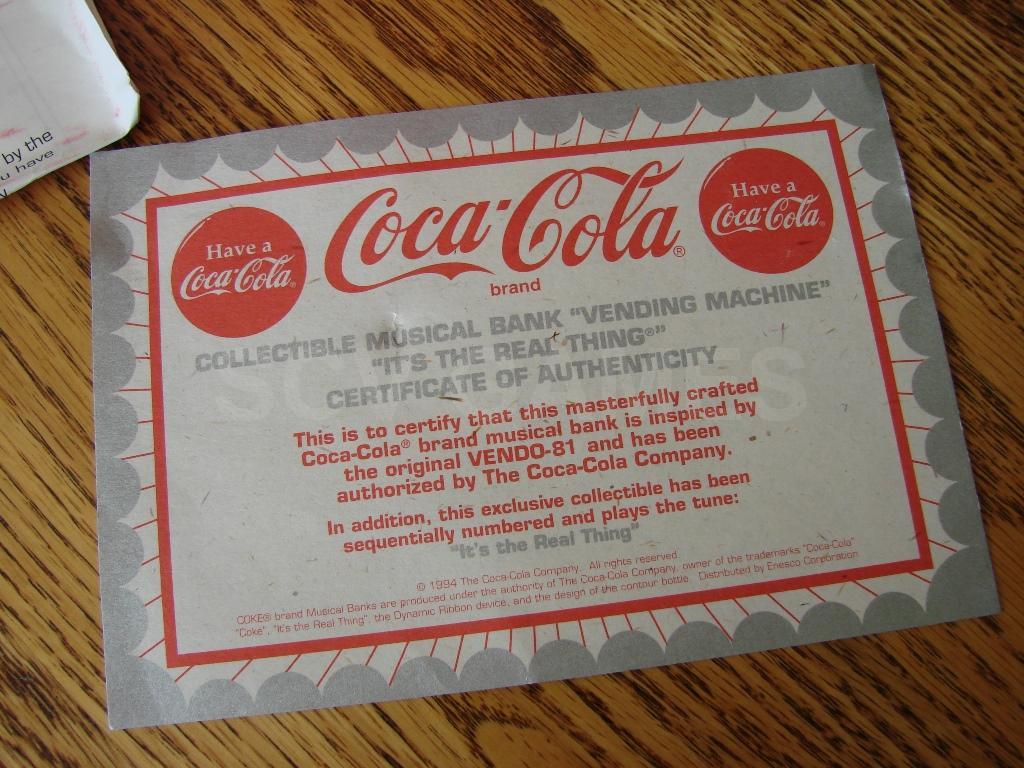 by the
u have
Have a
Coca-Cola®
Coca-Cola®
brand
Have a
Coca-Cola®
COLLECTIBLE MUSICAL BANK "VENDING MACHINE"
"IT'S THE REAL THING®"
CERTIFICATE OF AUTHENTICITY
This is to certify that this masterfully crafted
Coca-Cola® brand musical bank is inspired by
the original VENDO-81 and has been
authorized by The Coca-Cola Company.
In addition, this exclusive collectible has been
sequentially numbered and plays the tune:
"It's the Real Thing"
© 1994 The Coca-Cola Company. All rights reserved.
COKE® brand Musical Banks are produced under the authority of The Coca-Cola Company, owner of the trademarks "Coca-Cola"
"Coke", "It's the Real Thing", the Dynamic Ribbon device, and the design of the contour bottle. Distributed by Enesco Corporation